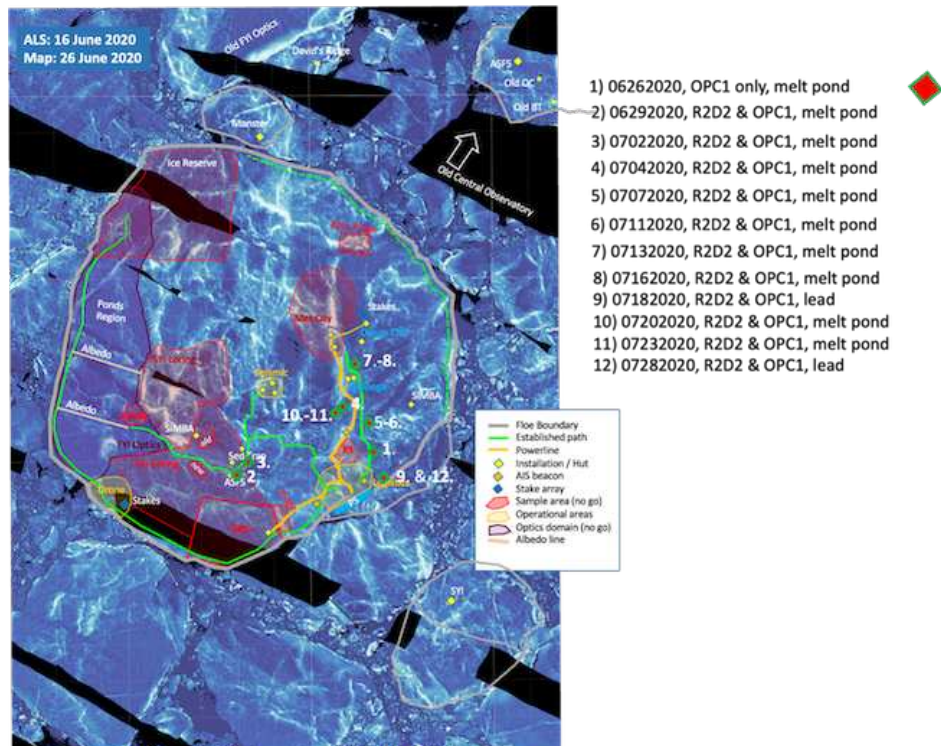 ALS: 16 June 2020
Map: 26 June 2020
Old FYI Optics
David's Ridge
ASFS
Old OC
Old BT
Monster
Ice Reserve
Old Central Observatory
Ponds
Region
Met City
Stakes
Albedo
Albedo
Seismic
7.-8.
SIMBA
10.-11.
4
5-6.
SIMBA
FYI Optics
new
Sed Trap
3.
ASFS
2.
1.
9. & 12.
Drone
Stakes
SYI
1) 06262020, OPC1 only, melt pond
2) 06292020, R2D2 & OPC1, melt pond
3) 07022020, R2D2 & OPC1, melt pond
4) 07042020, R2D2 & OPC1, melt pond
5) 07072020, R2D2 & OPC1, melt pond
6) 07112020, R2D2 & OPC1, melt pond
7) 07132020, R2D2 & OPC1, melt pond
8) 07162020, R2D2 & OPC1, melt pond
9) 07182020, R2D2 & OPC1, lead
10) 07202020, R2D2 & OPC1, melt pond
11) 07232020, R2D2 & OPC1, melt pond
12) 07282020, R2D2 & OPC1, lead
Floe Boundary
Established path
Powerline
Installation / Hut
AIS beacon
Stake array
Sample area (no go)
Operational areas
Optics domain (no go)
Albedo line